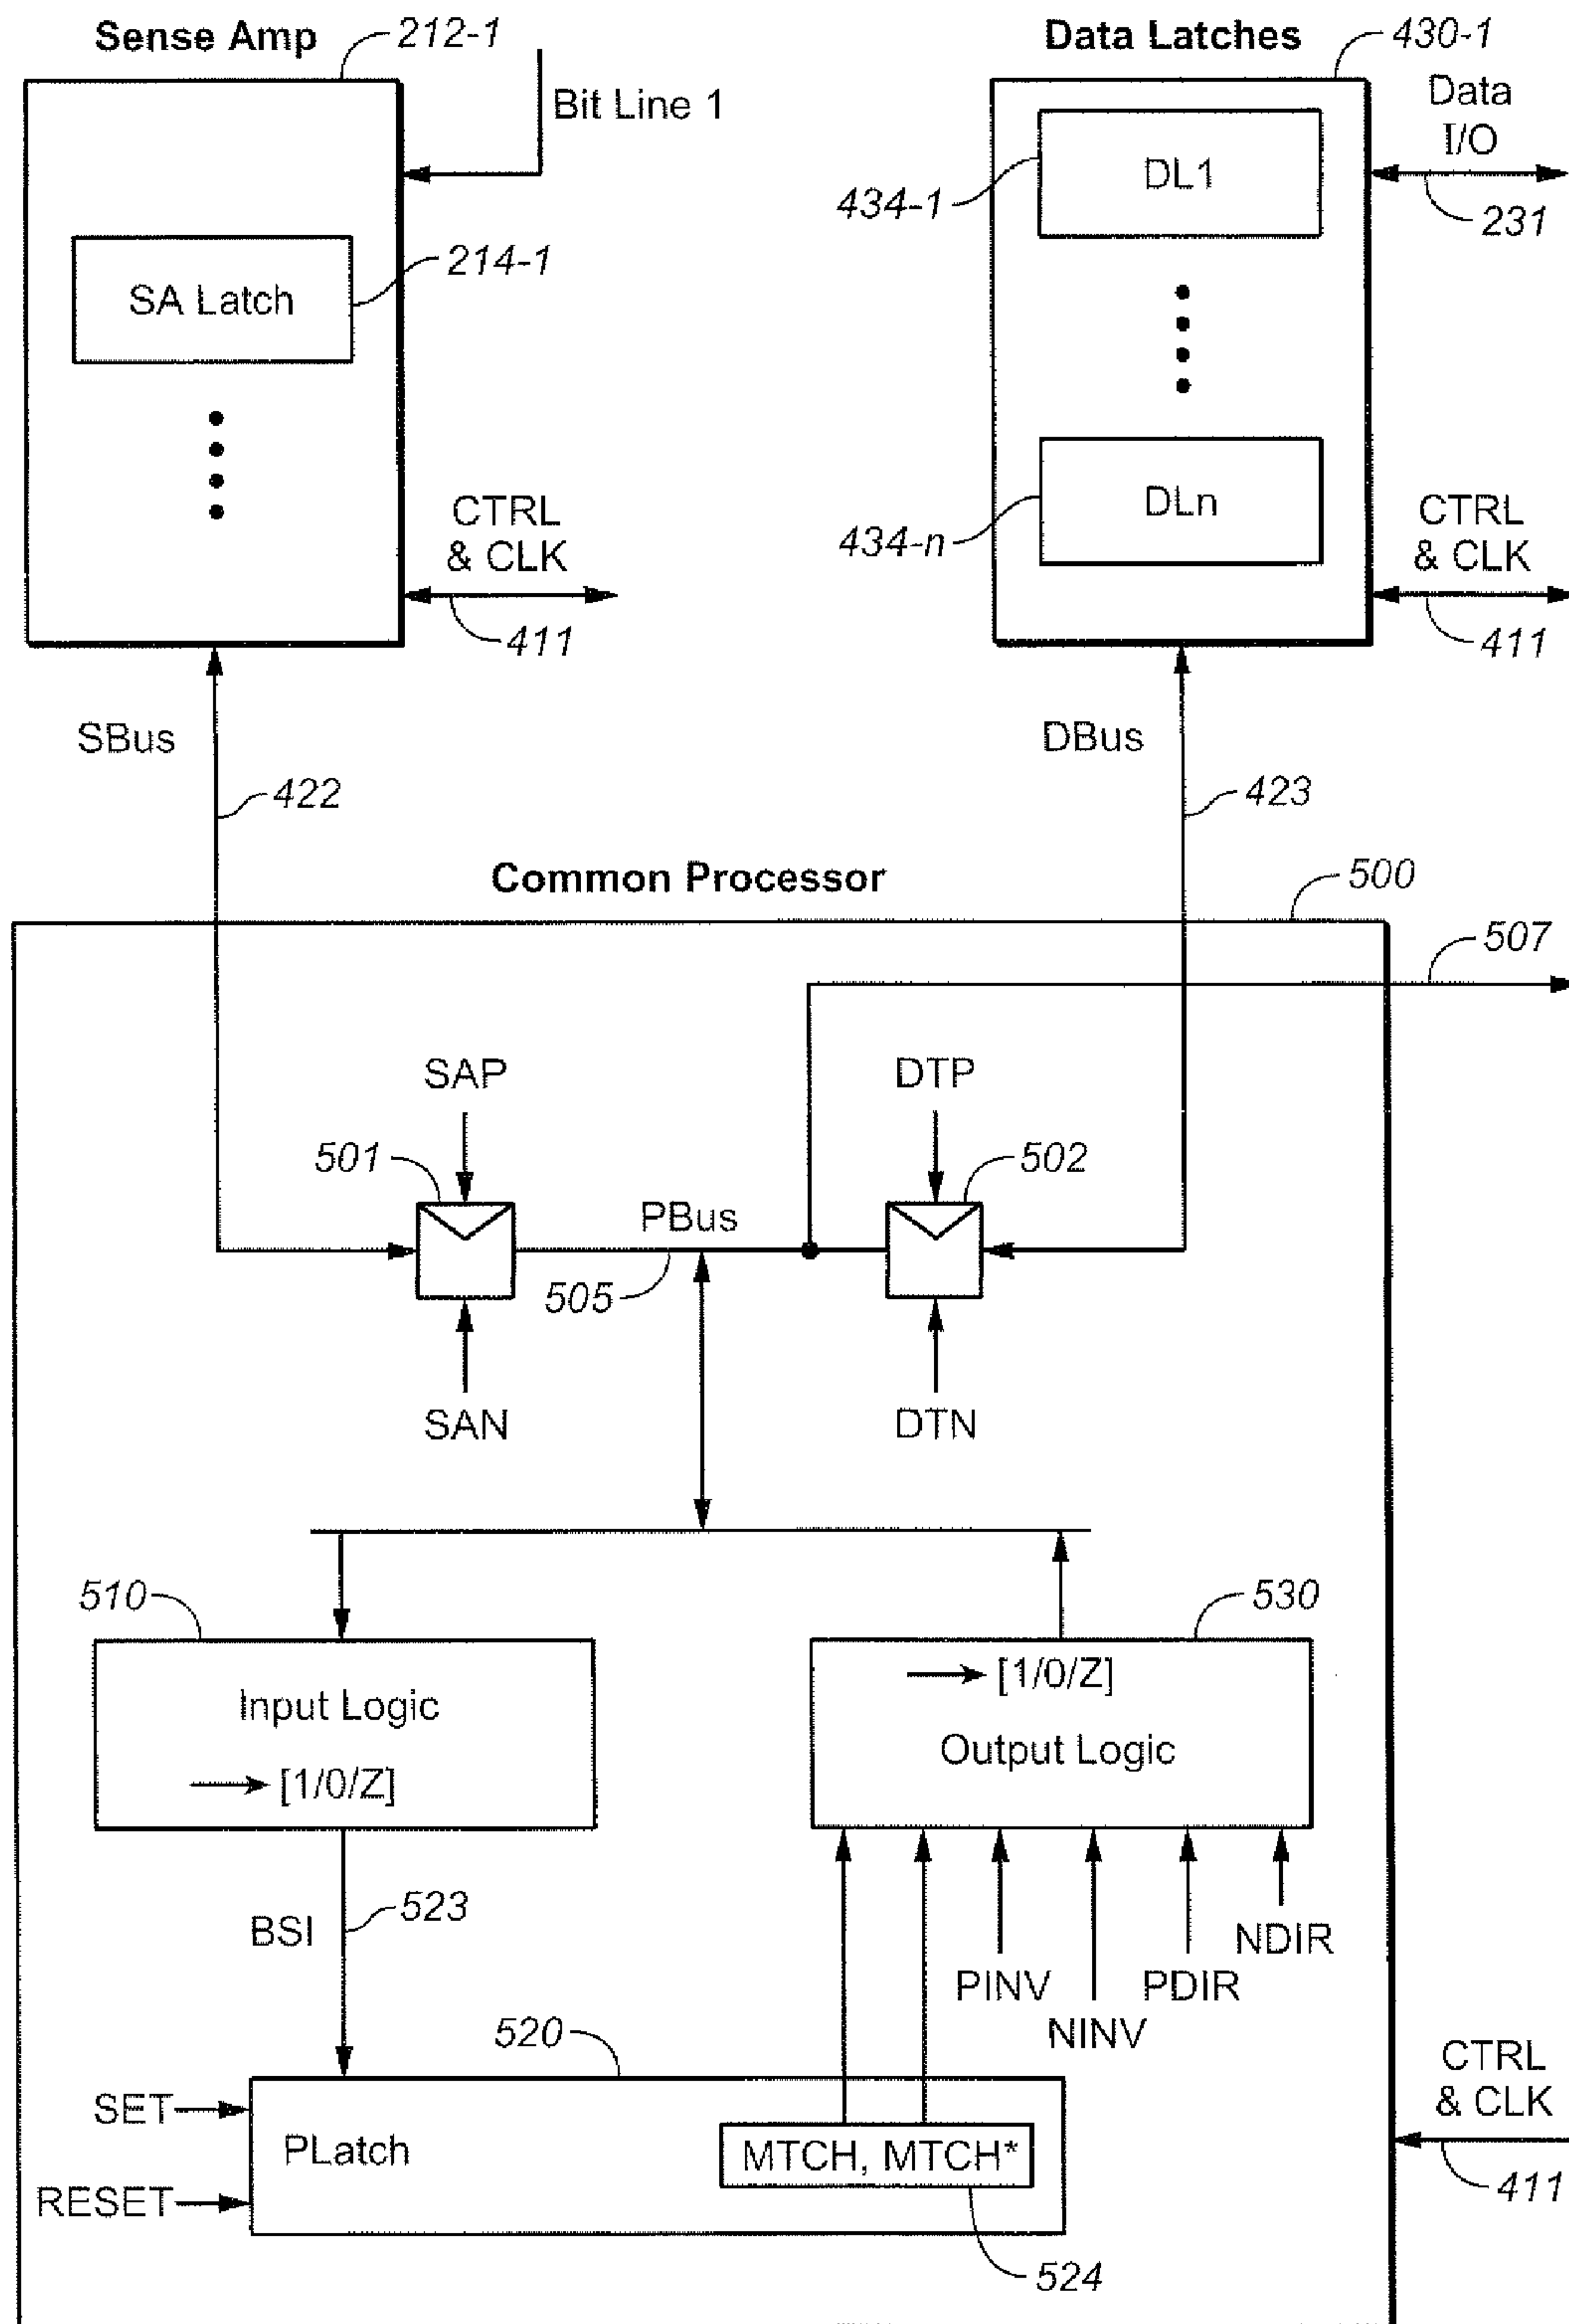 Sense Amp
212-1
Bit Line 1
SA Latch
214-1
CTRL
& CLK
411
Data Latches
430-1
Data
I/O
231
DL1
434-1
DLn
434-n
CTRL
& CLK
411
SBus
422
DBus
423
Common Processor
500
507
SAP
DTP
501
502
PBus
505
SAN
DTN
510
530
Input Logic
[1/0/Z]
[1/0/Z]
Output Logic
BSI
523
NDIR
PINV
PDIR
NINV
520
SET
PLatch
MTCH, MTCH*
RESET
524
CTRL
& CLK
411